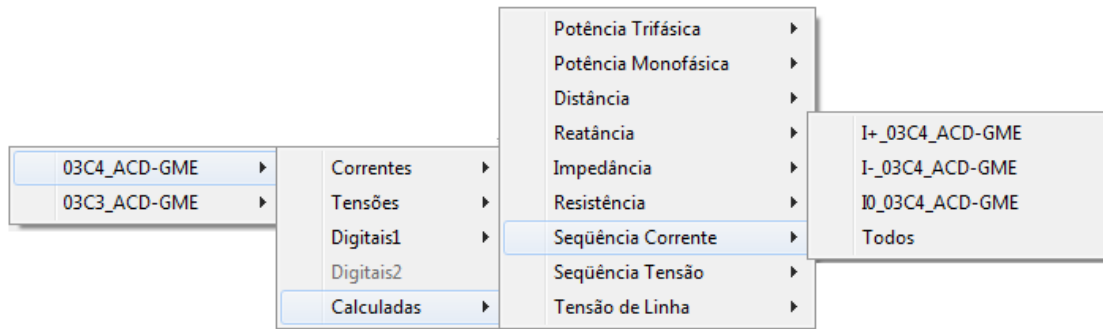 03C4_ACD-GME
03C3_ACD-GME
Correntes
Tensões
Digitais1
Digitais2
Calculadas
Potência Trifásica
Potência Monofásica
Distância
Reatância
Impedância
Resistência
Seqüência Corrente
Seqüência Tensão
Tensão de Linha
I+_03C4_ACD-GME
I-_03C4_ACD-GME
I0_03C4_ACD-GME
Todos